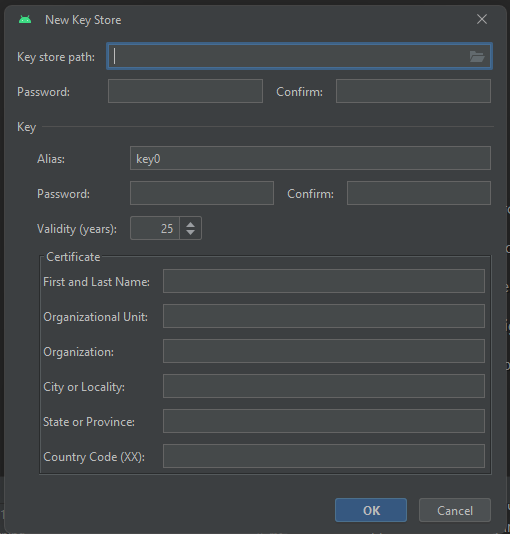 New Key Store
Key store path:
Password: Confirm:
Key
Alias: key0
Password: Confirm:
Validity (years): 25
Certificate
First and Last Name:
Organizational Unit:
Organization:
City or Locality:
State or Province:
Country Code (XX):
OK Cancel